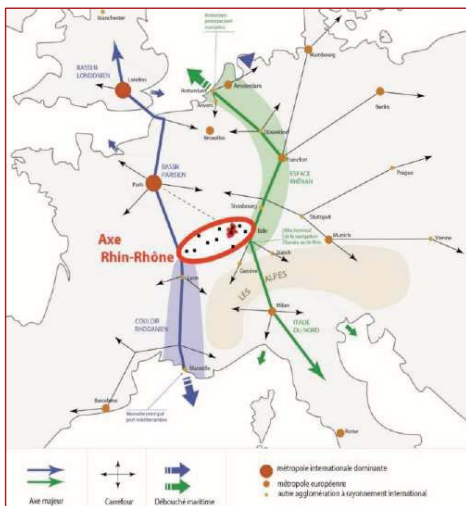 Manchester
Hambourg
BASSIN
LONDONIEN
Londres
Amsterdam
Rotterdam
Anvers
Berlin
Bruxelles
Düsseldorf
Francfort
BASSIN
PARISIEN
Paris
ESPACE
RHÉNAN
Prague
Strasbourg
Stuttgart
Axe
Rhin-Rhône
Bâle
Munich
Vienne
Zurich
Genève
LES ALPES
Lyon
Milan
COULOIR
RHODANIEN
ITALIE
DU NORD
Marseille
Barcelone
Rome
métropole internationale dominante
métropole européenne
autre agglomération à rayonnement international
Axe majeur
Carrefour
Débouché maritime